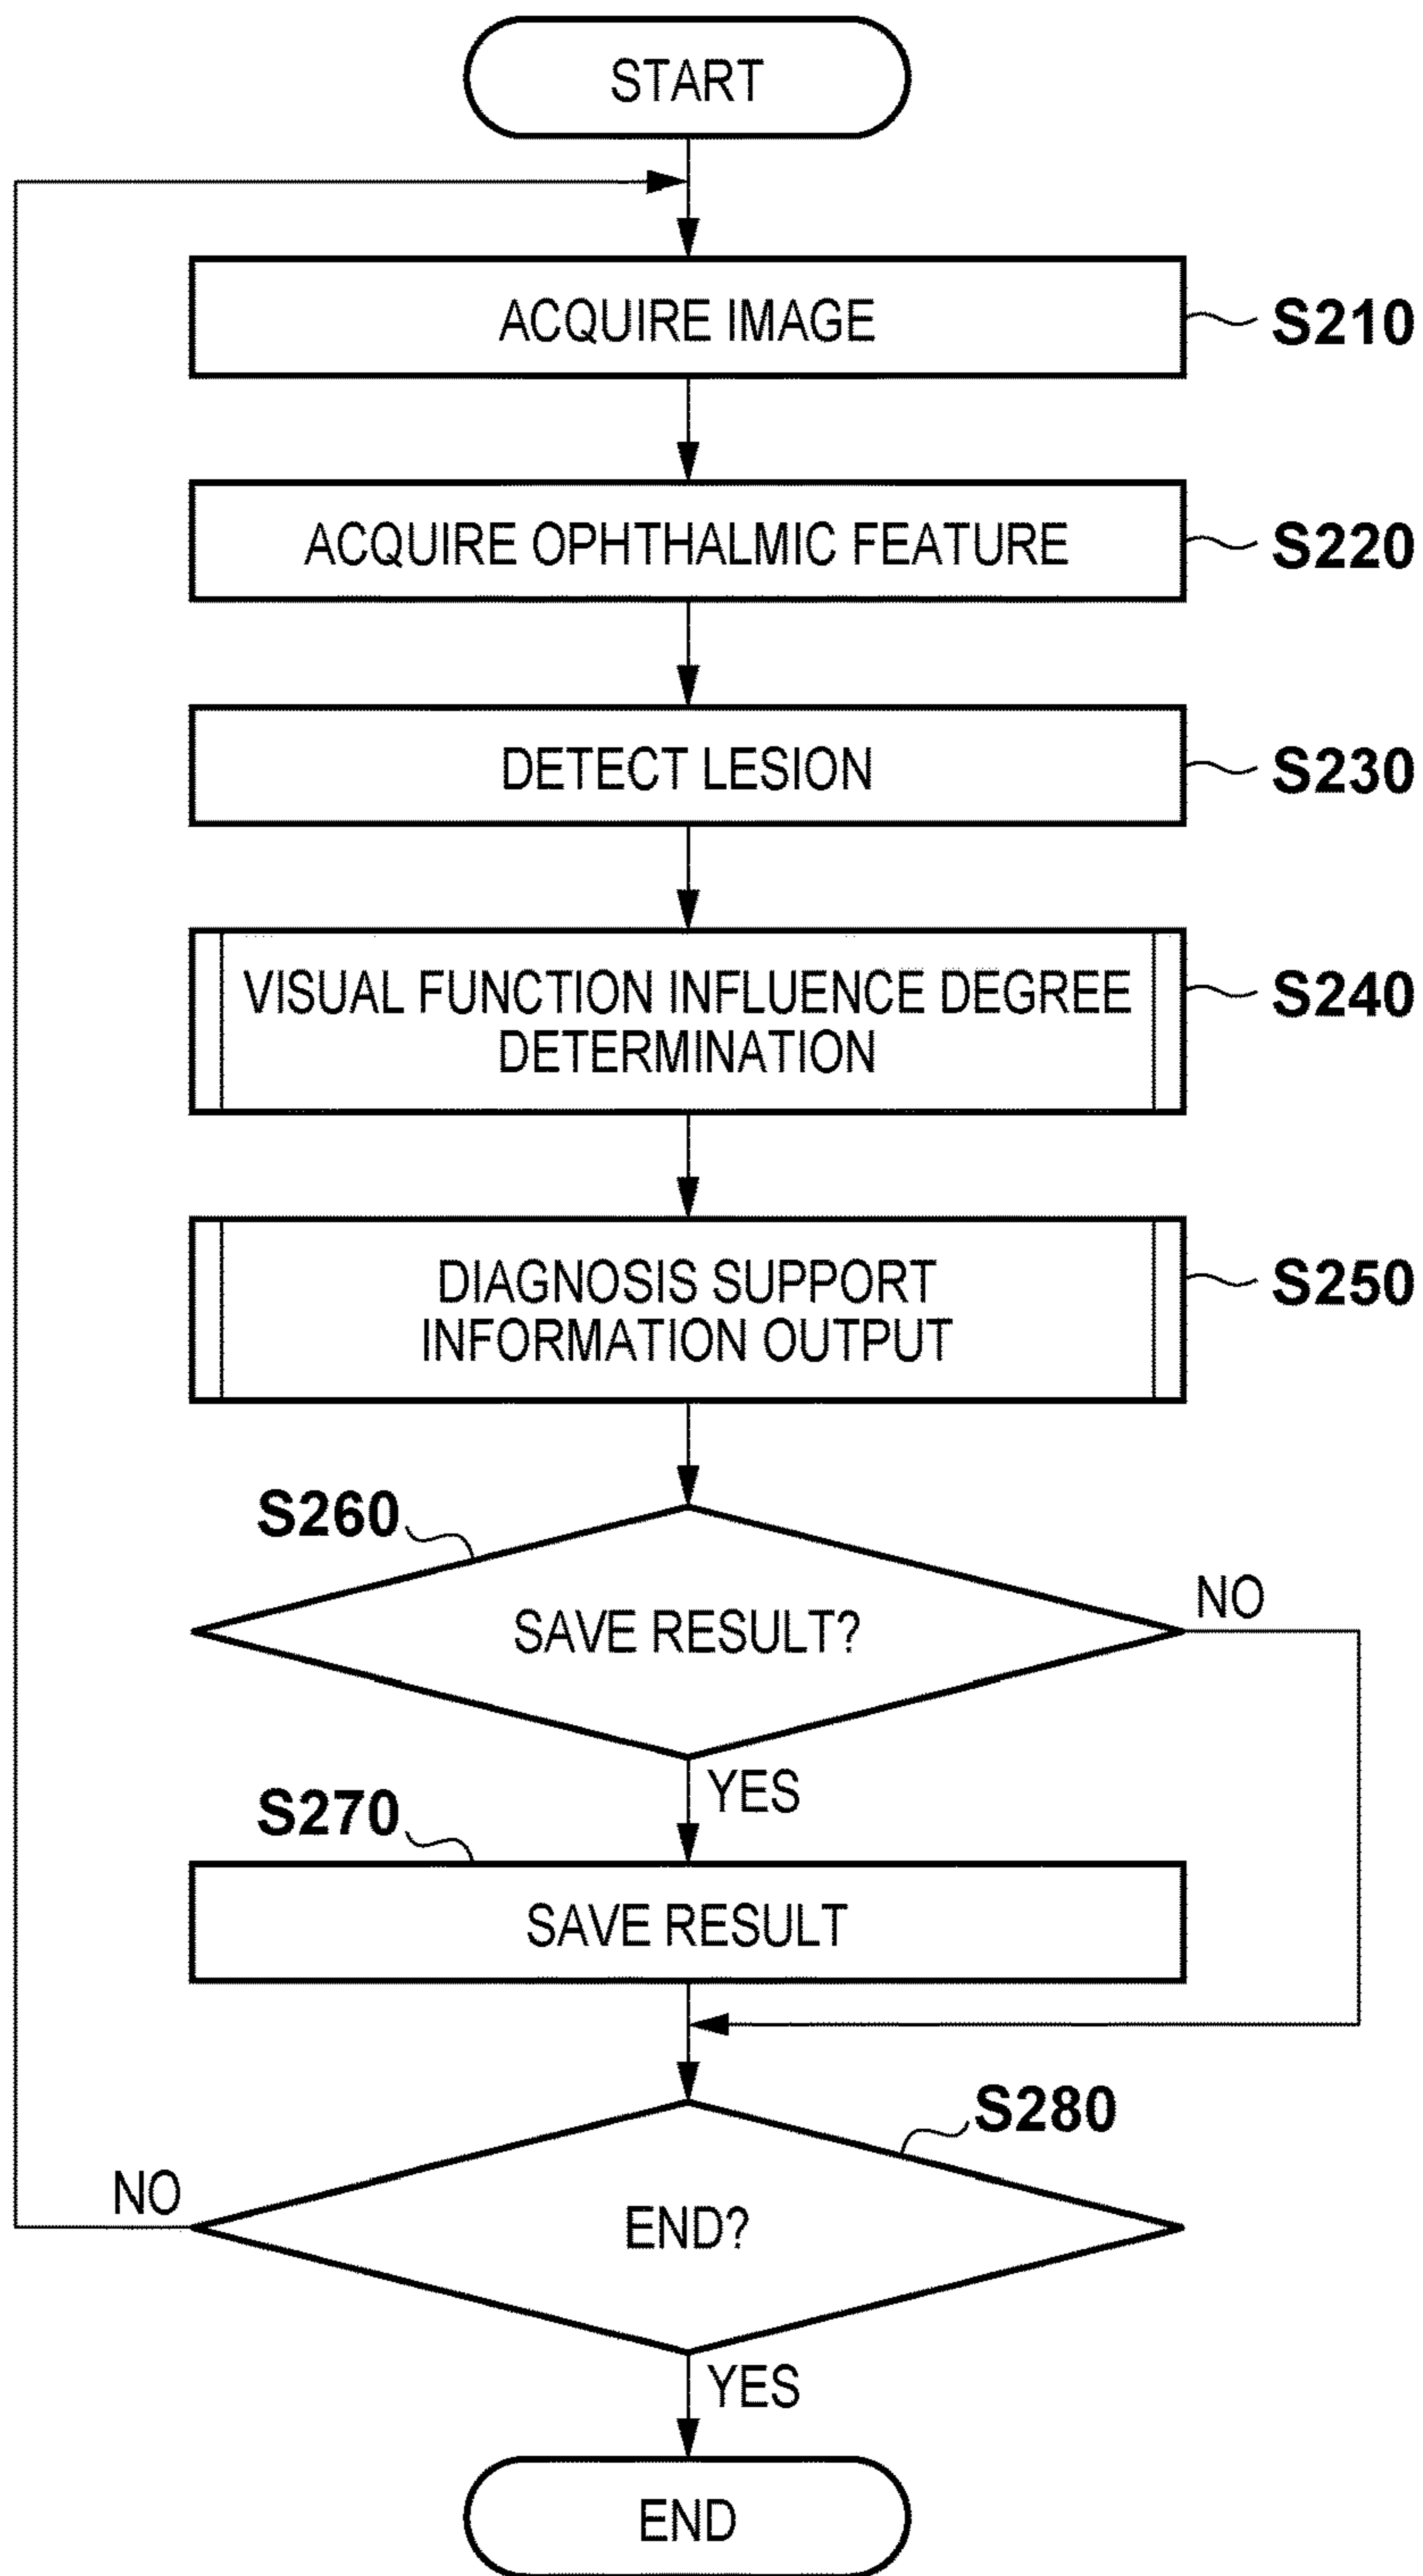 START
ACQUIRE IMAGE
S210
ACQUIRE OPHTHALMIC FEATURE
S220
DETECT LESION
S230
VISUAL FUNCTION INFLUENCE DEGREE
DETERMINATION
S240
DIAGNOSIS SUPPORT
INFORMATION OUTPUT
S250
S260
SAVE RESULT?
NO
YES
S270
SAVE RESULT
S280
END?
NO
YES
END